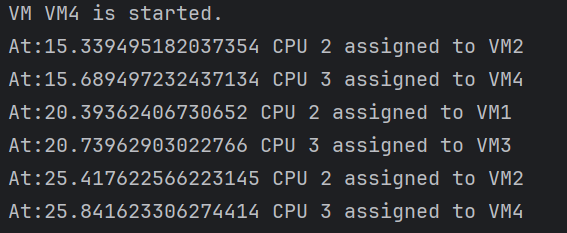 VM VM4 is started.
At:15.339495182037354 CPU 2 assigned to VM2
At:15.689497232437134 CPU 3 assigned to VM4
At:20.39362406730652 CPU 2 assigned to VM1
At:20.73962903022766 CPU 3 assigned to VM3
At:25.417622566223145 CPU 2 assigned to VM2
At:25.841623306274414 CPU 3 assigned to VM4